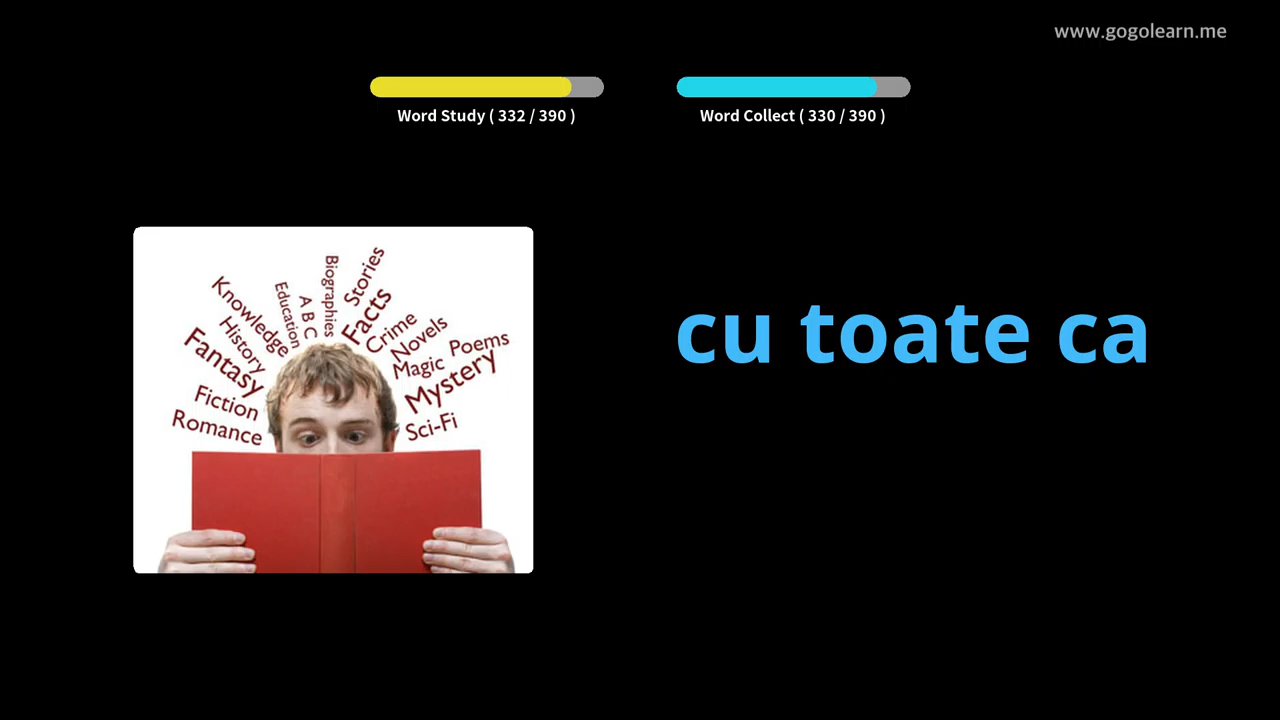 www.gogolearn.me
Word Study ( 332 / 390 )
Word Collect ( 330 / 390 )
Knowledge
History
Fantasy
Fiction
Romance
Education
A B C
Biographies
Stories
Facts
Crime
Novels
Magic
Poems
Mystery
Sci-Fi
cu toate ca